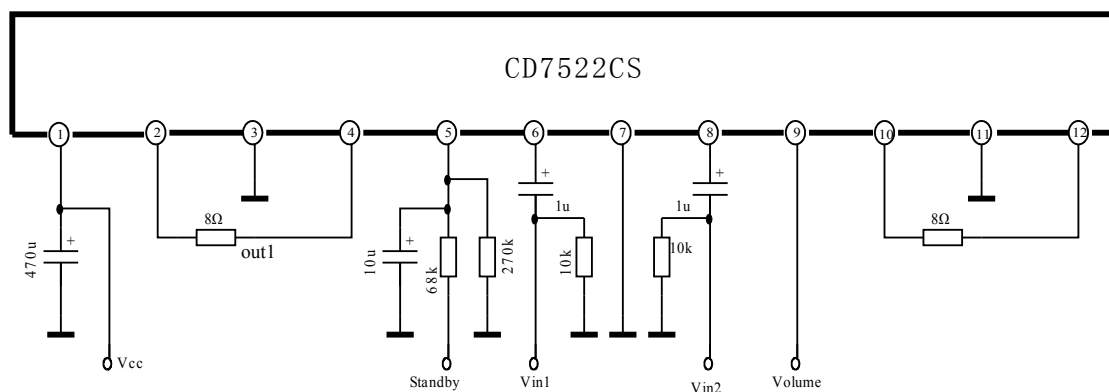 CD7522CS
1 2 3 4 5 6 7 8 9 10 11 12
+ +
1u 1u
8Ω 8Ω
+ + 10k
out1
470u 10u 68k 270k 10k
Vcc
Standby Vin1 Vin2 Volume